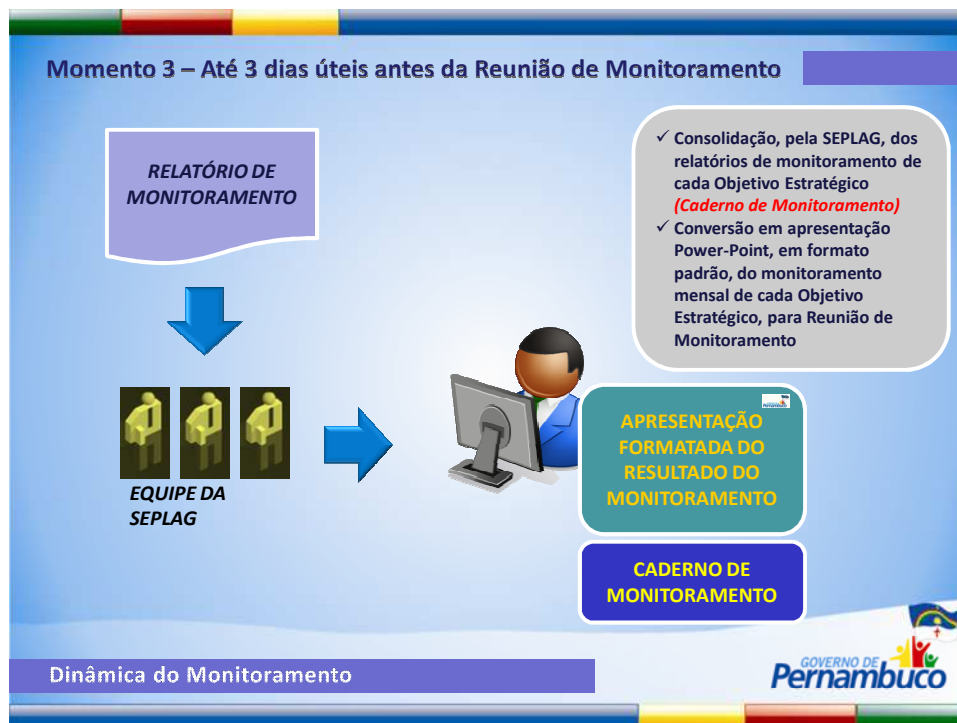 Momento 3 – Até 3 dias úteis antes da Reunião de Monitoramento
RELATÓRIO DE
MONITORAMENTO
✓ Consolidação, pela SEPLAG, dos
relatórios de monitoramento de
cada Objetivo Estratégico
(Caderno de Monitoramento)
✓ Conversão em apresentação
Power-Point, em formato
padrão, do monitoramento
mensal de cada Objetivo
Estratégico, para Reunião de
Monitoramento
EQUIPE DA
SEPLAG
Pernambuco
APRESENTAÇÃO
FORMATADA DO
RESULTADO DO
MONITORAMENTO
CADERNO DE
MONITORAMENTO
Dinâmica do Monitoramento
GOVERNO DE
Pernambuco